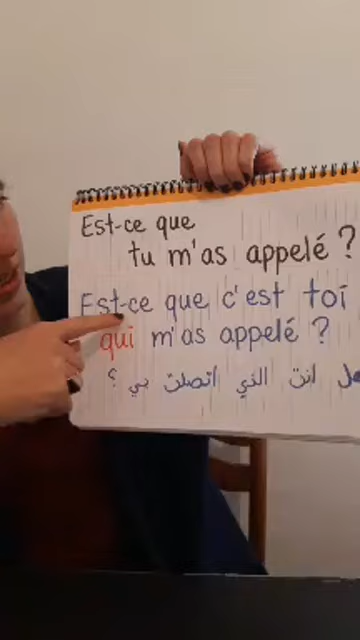 Est-ce que
tu m'as appelé ?
Est-ce que c'est toi
qui m'as appelé ?
هل انت الذي اتصلت بي ؟